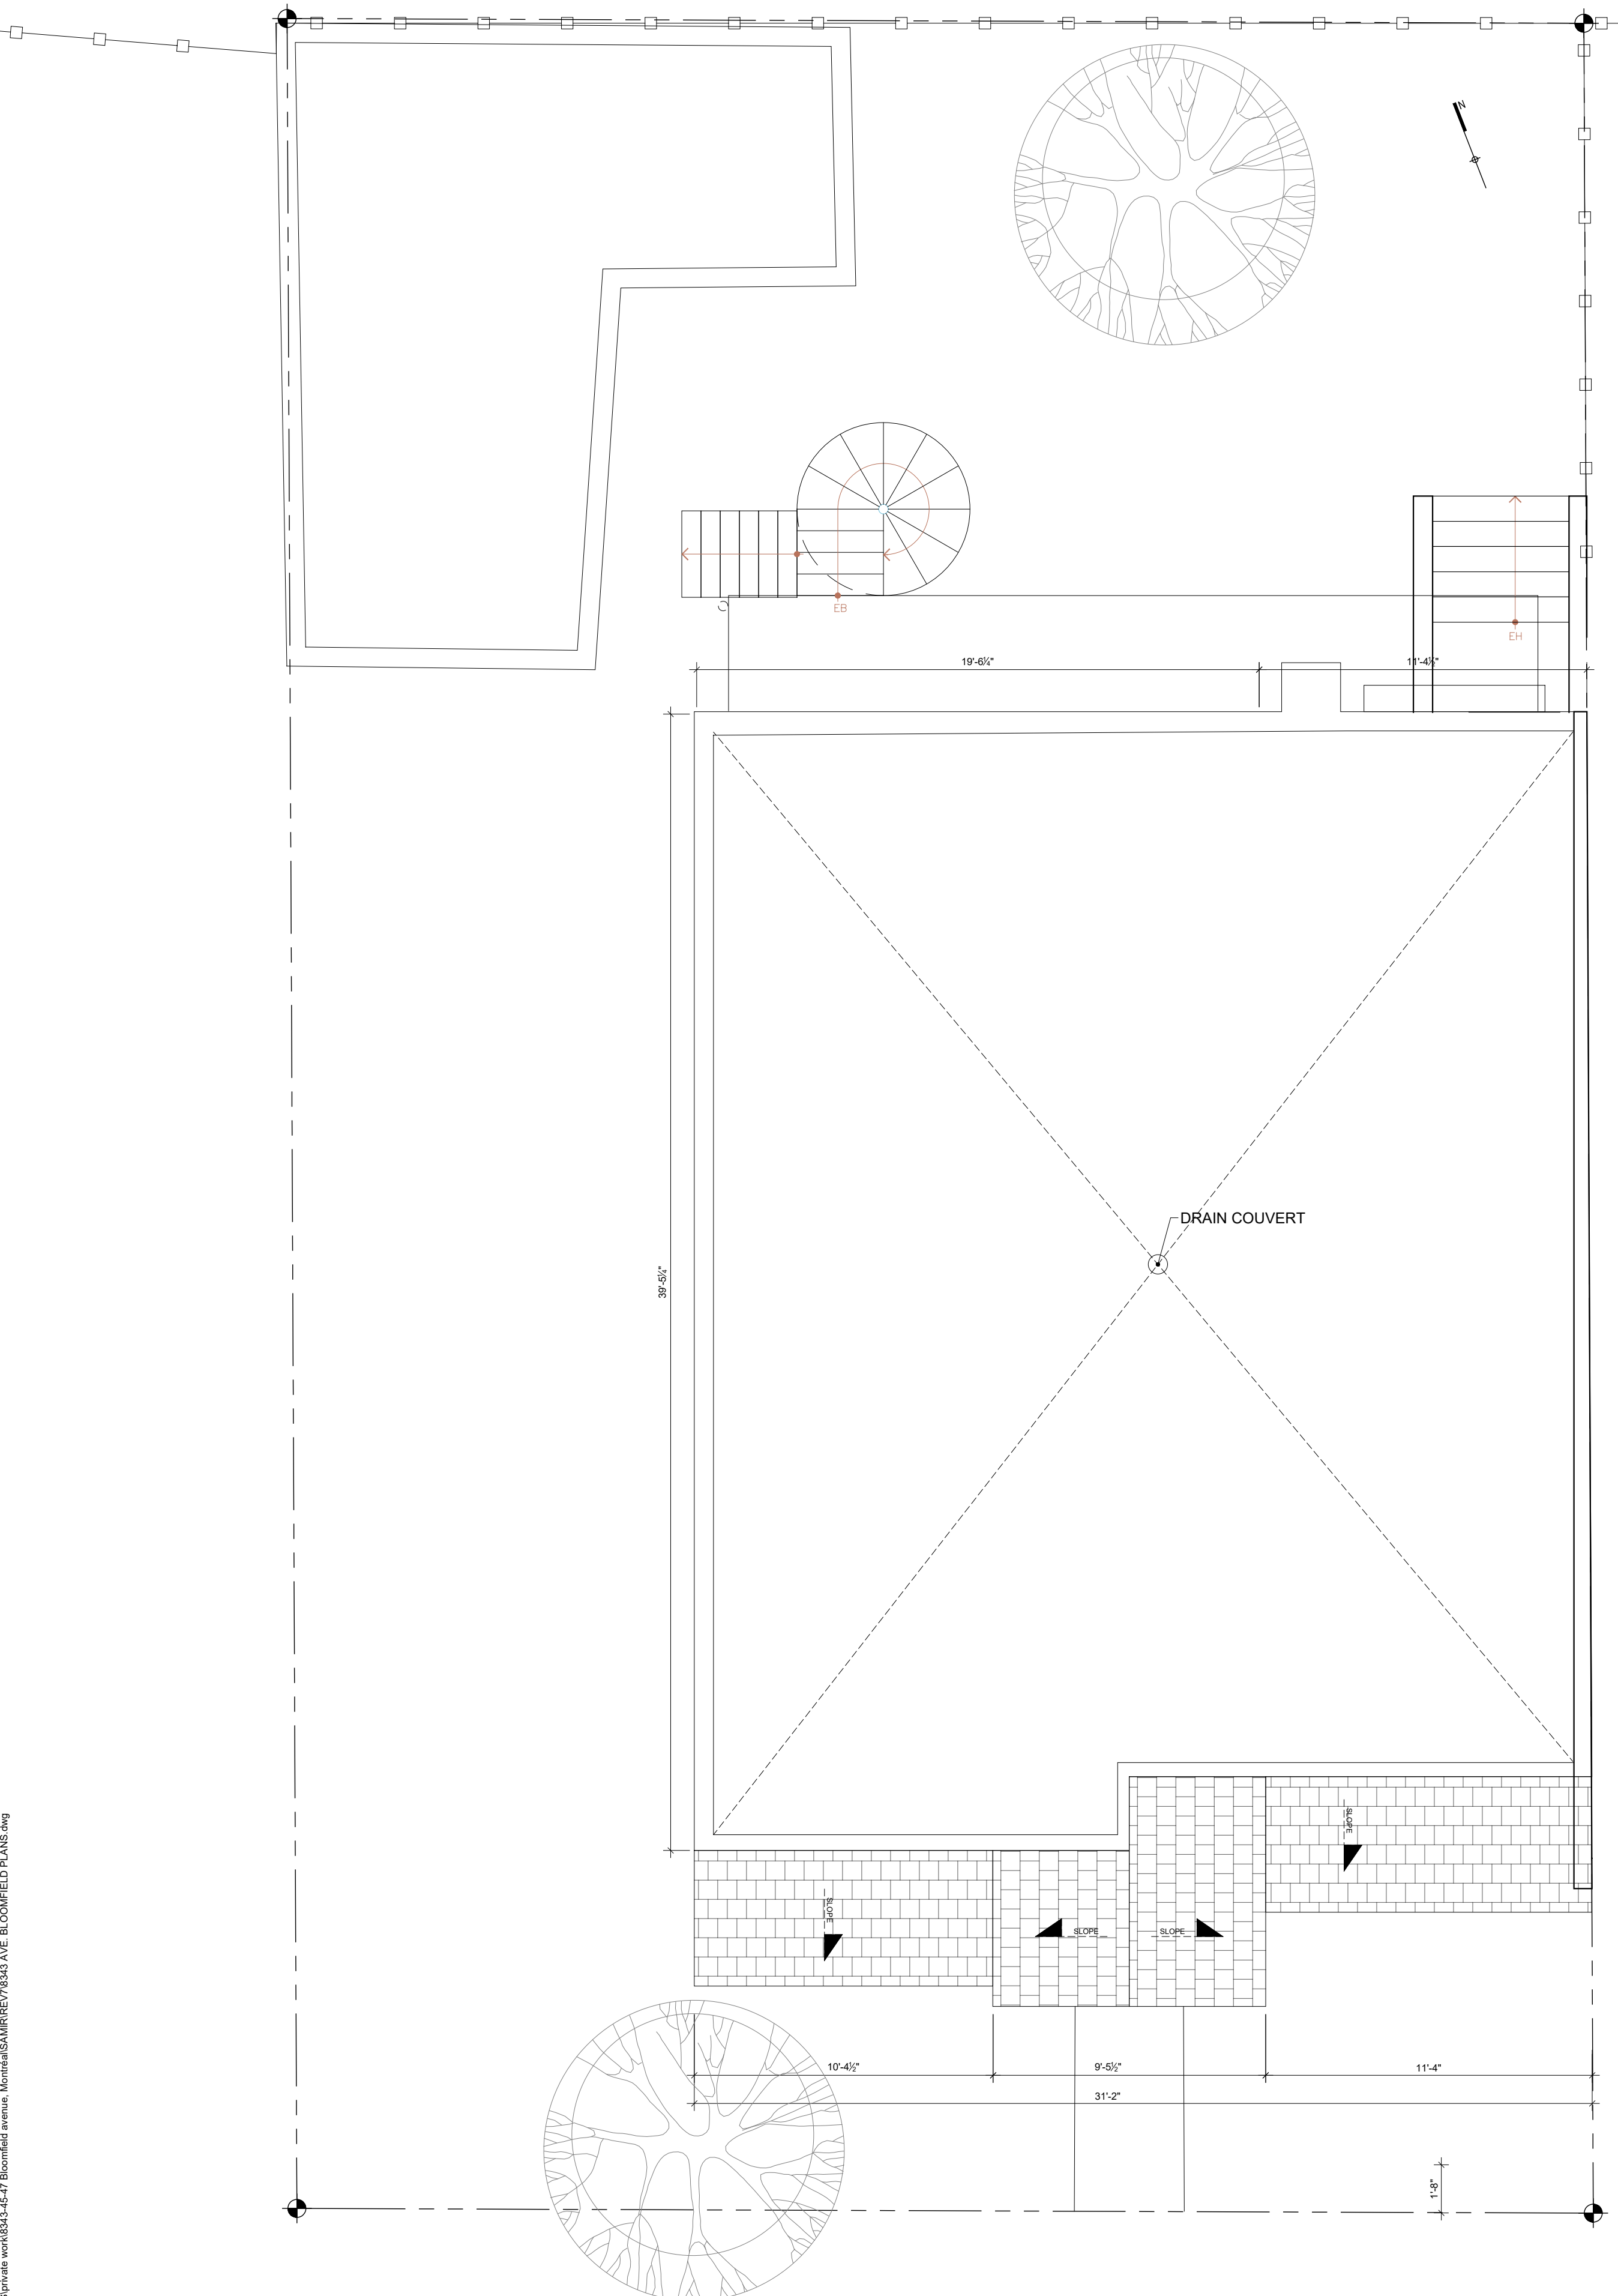 N
EB
EH
19'-6¼"
11'-4½"
39'-5¼"
DRAIN COUVERT
SLOPE
SLOPE
SLOPE
SLOPE
10'-4½"
9'-5½"
11'-4"
31'-2"
1'-8"
\private work\8343-45-47 Bloomfield avenue, Montréal\SAMIR\REV7\8343 AVE. BLOOMFIELD PLANS.dwg